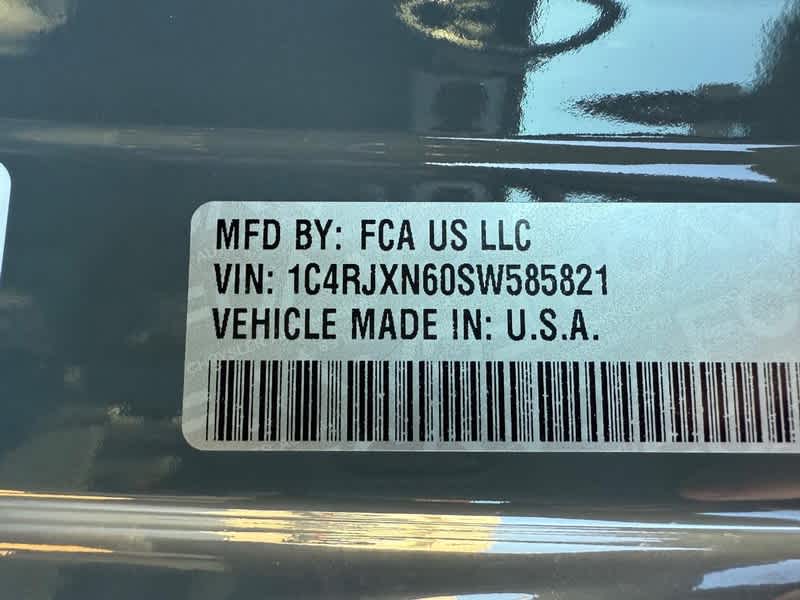 MFD BY: FCA US LLC
VIN: 1C4RJXN60SW585821
VEHICLE MADE IN: U.S.A.